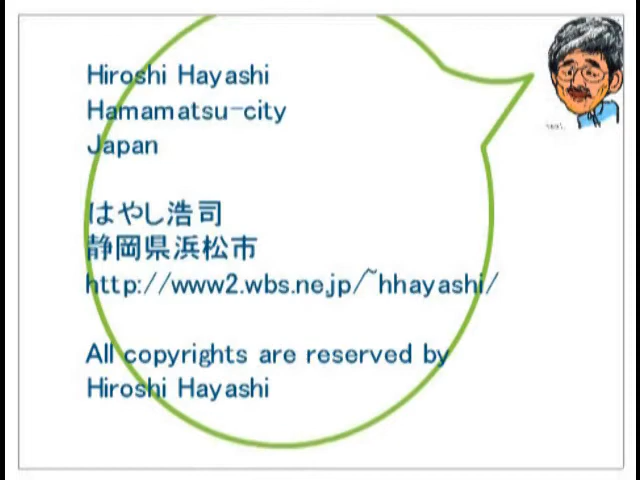 Hiroshi Hayashi
Hamamatsu-city
Japan
はやし浩司
静岡県浜松市
http://www2.wbs.ne.jp/~hhayashi/
All copyrights are reserved by
Hiroshi Hayashi